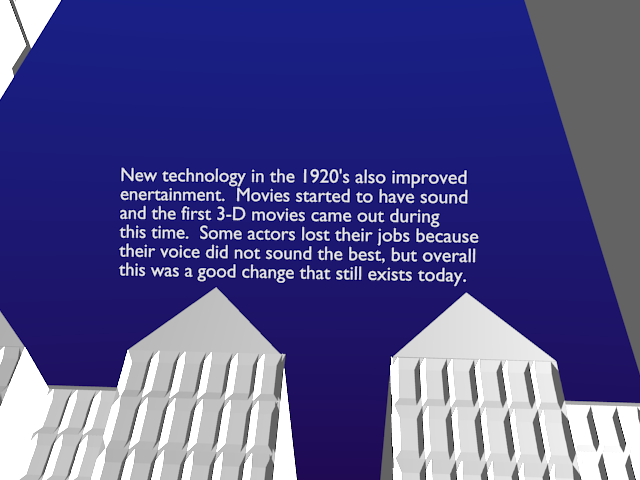 New technology in the 1920's also improved
enertainment.  Movies started to have sound
and the first 3-D movies came out during
this time.  Some actors lost their jobs because
their voice did not sound the best, but overall
this was a good change that still exists today.